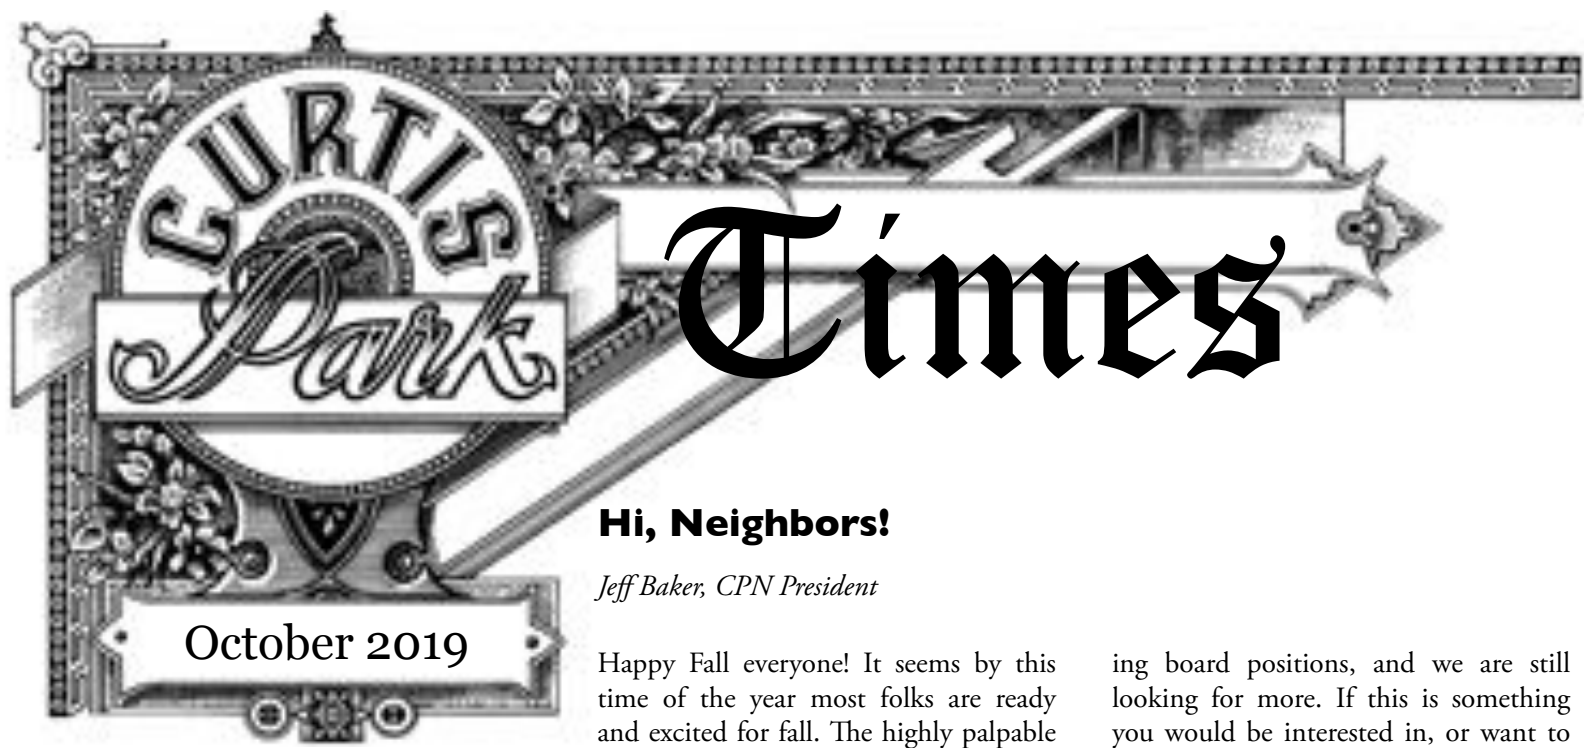 CURTIS
Park
Times
October 2019
Hi, Neighbors!
Jeff Baker, CPN President
Happy Fall everyone! It seems by this
time of the year most folks are ready
and excited for fall. The highly palpable
ing board positions, and we are still
looking for more. If this is something
you would be interested in, or want to